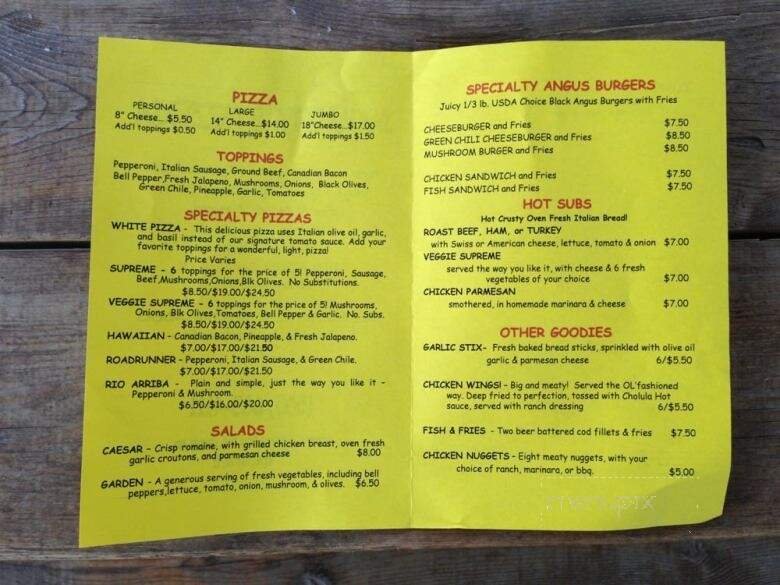 PIZZA
PERSONAL LARGE JUMBO
8" Cheese... $5.50 14" Cheese...$14.00 18"Cheese...$17.00
Add'l toppings $0.50 Add'l toppings $1.00 Add'l toppings $1.50
TOPPINGS
Pepperoni, Italian Sausage, Ground Beef, Canadian Bacon
Bell Pepper,Fresh Jalapeno, Mushrooms, Onions, Black Olives,
Green Chile, Pineapple, Garlic, Tomatoes
SPECIALTY PIZZAS
WHITE PIZZA - This delicious pizza uses Italian olive oil, garlic,
and basil instead of our signature tomato sauce. Add your
favorite toppings for a wonderful, light, pizza!
Price Varies
SUPREME - 6 toppings for the price of 5! Pepperoni, Sausage,
Beef,Mushrooms,Onions,Blk Olives. No Substitutions.
$8.50/$19.00/$24.50
VEGGIE SUPREME - 6 toppings for the price of 5! Mushrooms,
Onions, Blk Olives,Tomatoes, Bell Pepper & Garlic. No Subs.
$8.50/$19.00/$24.50
HAWAIIAN - Canadian Bacon, Pineapple, & Fresh Jalapeno.
$7.00/$17.00/$21.50
ROADRUNNER - Pepperoni, Italian Sausage, & Green Chile.
$7.00/$17.00/$21.50
RIO ARRIBA - Plain and simple, just the way you like it -
Pepperoni & Mushroom.
$6.50/$16.00/$20.00
SALADS
CAESAR - Crisp romaine, with grilled chicken breast, oven fresh
garlic croutons, and parmesan cheese $8.00
GARDEN - A generous serving of fresh vegetables, including bell
peppers,lettuce, tomato, onion, mushroom, & olives. $6.50
SPECIALTY ANGUS BURGERS
Juicy 1/3 lb. USDA Choice Black Angus Burgers with Fries
CHEESEBURGER and Fries $7.50
GREEN CHILI CHEESEBURGER and Fries $8.50
MUSHROOM BURGER and Fries $8.50
CHICKEN SANDWICH and Fries $7.50
FISH SANDWICH and Fries $7.50
HOT SUBS
Hot Crusty Oven Fresh Italian Bread!
ROAST BEEF, HAM, or TURKEY
with Swiss or American cheese, lettuce, tomato & onion $7.00
VEGGIE SUPREME
served the way you like it, with cheese & 6 fresh
vegetables of your choice $7.00
CHICKEN PARMESAN
smothered, in homemade marinara & cheese $7.00
OTHER GOODIES
GARLIC STIX- Fresh baked bread sticks, sprinkled with olive oil
garlic & parmesan cheese 6/$5.50
CHICKEN WINGS! - Big and meaty! Served the OL'fashioned
way. Deep fried to perfection, tossed with Cholula Hot
sauce, served with ranch dressing 6/$5.50
FISH & FRIES - Two beer battered cod fillets & fries $7.50
CHICKEN NUGGETS - Eight meaty nuggets, with your
choice of ranch, marinara, or bbq. $5.00